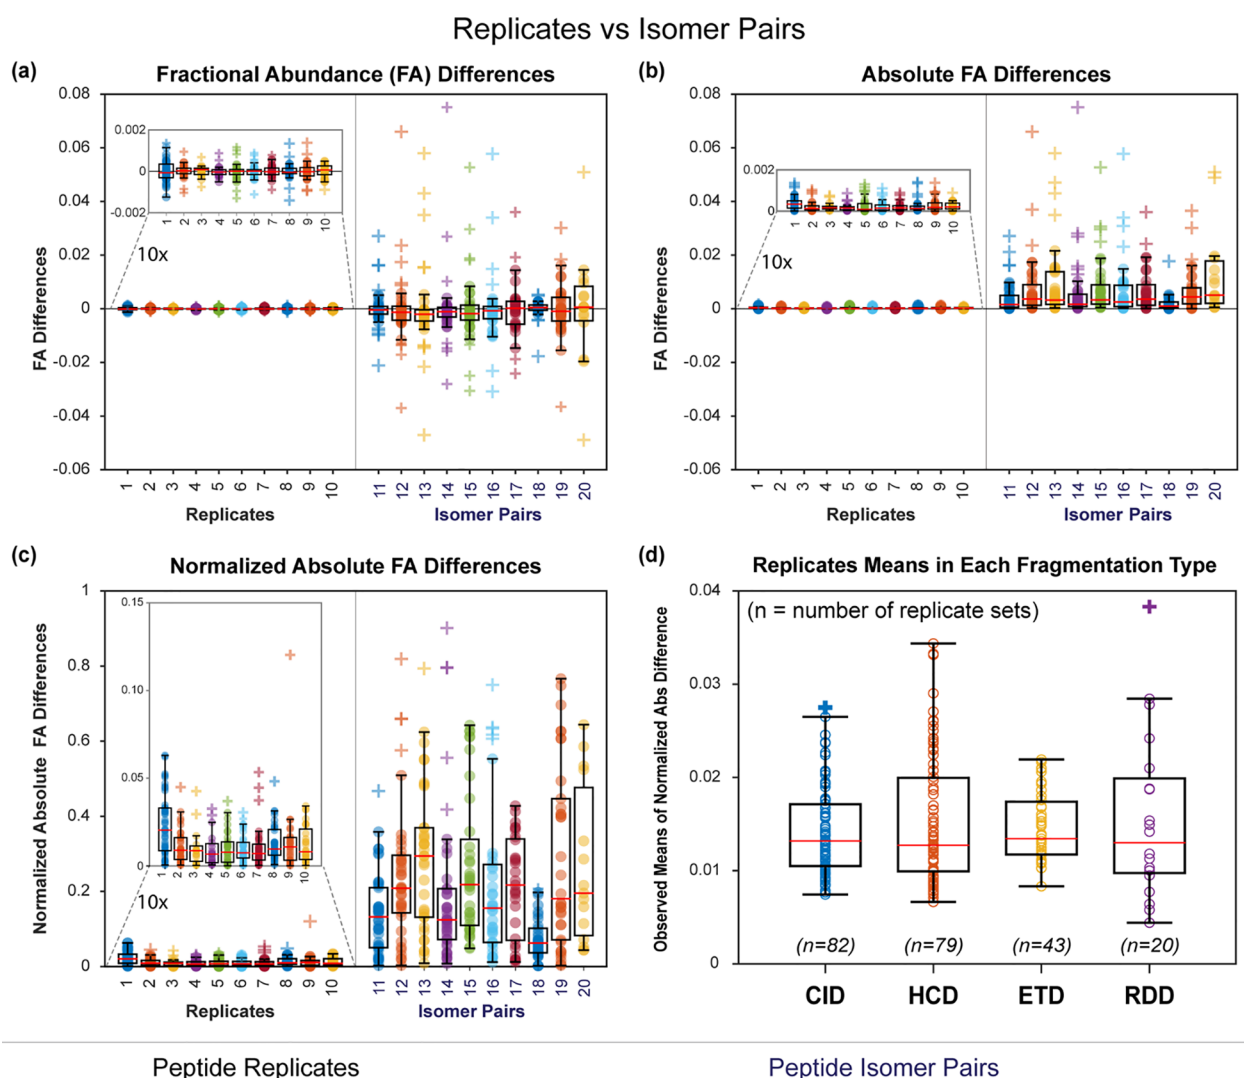 Replicates vs Isomer Pairs
(a) Fractional Abundance (FA) Differences
FA Differences
0.08
0.06
0.04
0.02
0
-0.02
-0.04
-0.06
0.002
0
-0.002
1 2 3 4 5 6 7 8 9 10
10x
1 2 3 4 5 6 7 8 9 10 11 12 13 14 15 16 17 18 19 20
Replicates Isomer Pairs
(b) Absolute FA Differences
FA Differences
0.08
0.06
0.04
0.02
0
-0.02
-0.04
-0.06
0.002
0
1 2 3 4 5 6 7 8 9 10
10x
1 2 3 4 5 6 7 8 9 10 11 12 13 14 15 16 17 18 19 20
Replicates Isomer Pairs
(c) Normalized Absolute FA Differences
Normalized Absolute FA Differences
1
0.8
0.6
0.4
0.2
0
0.15
0.10
0.05
0
1 2 3 4 5 6 7 8 9 10
10x
1 2 3 4 5 6 7 8 9 10 11 12 13 14 15 16 17 18 19 20
Replicates Isomer Pairs
(d) Replicates Means in Each Fragmentation Type
Observed Means of Normalized Abs Difference
0.04
0.03
0.02
0.01
0
(n = number of replicate sets)
(n=82) (n=79) (n=43) (n=20)
CID HCD ETD RDD
Peptide Replicates Peptide Isomer Pairs